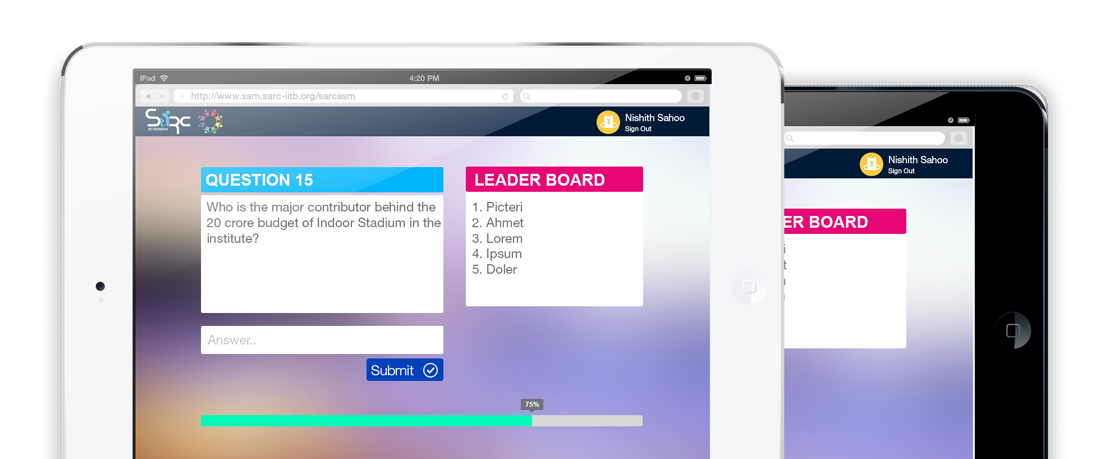 iPad
4:20 PM
http://www.sam.sarc-iitb.org/sarcasm
SARC
Nishith Sahoo
Sign Out
QUESTION 15
Who is the major contributor behind the
20 crore budget of Indoor Stadium in the
institute?
Answer..
Submit
75%
LEADER BOARD
1. Picteri
2. Ahmet
3. Lorem
4. Ipsum
5. Doler
Nishith Sahoo
Sign Out
ER BOARD